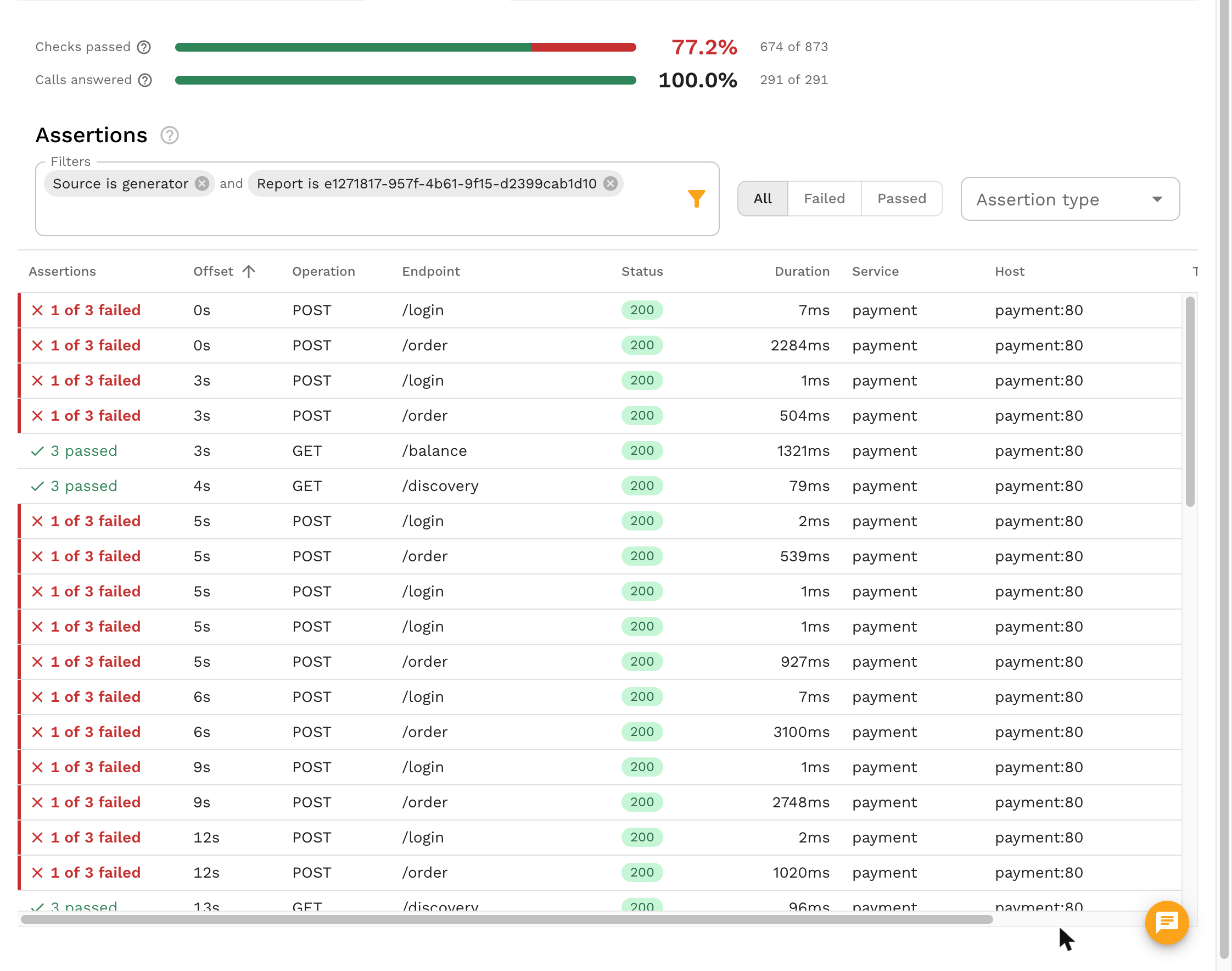 Checks passed 77.2% 674 of 873
Calls answered 100.0% 291 of 291
Assertions
Filters
Source is generator and Report is e1271817-957f-4b61-9f15-d2399cab1d10
All Failed Passed Assertion type
Assertions Offset Operation Endpoint Status Duration Service Host T
1 of 3 failed 0s POST /login 200 7ms payment payment:80
1 of 3 failed 0s POST /order 200 2284ms payment payment:80
1 of 3 failed 3s POST /login 200 1ms payment payment:80
1 of 3 failed 3s POST /order 200 504ms payment payment:80
3 passed 3s GET /balance 200 1321ms payment payment:80
3 passed 4s GET /discovery 200 79ms payment payment:80
1 of 3 failed 5s POST /login 200 2ms payment payment:80
1 of 3 failed 5s POST /order 200 539ms payment payment:80
1 of 3 failed 5s POST /login 200 1ms payment payment:80
1 of 3 failed 5s POST /login 200 1ms payment payment:80
1 of 3 failed 5s POST /order 200 927ms payment payment:80
1 of 3 failed 6s POST /login 200 7ms payment payment:80
1 of 3 failed 6s POST /order 200 3100ms payment payment:80
1 of 3 failed 9s POST /login 200 1ms payment payment:80
1 of 3 failed 9s POST /order 200 2748ms payment payment:80
1 of 3 failed 12s POST /login 200 2ms payment payment:80
1 of 3 failed 12s POST /order 200 1020ms payment payment:80
3 passed 13s GET /discovery 200 96ms payment payment:80